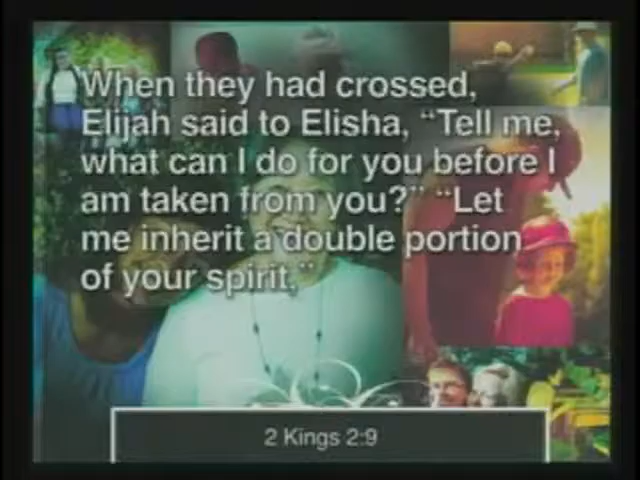 When they had crossed,
Elijah said to Elisha, “Tell me,
what can I do for you before I
am taken from you?” “Let
me inherit a double portion
of your spirit,”
2 Kings 2:9